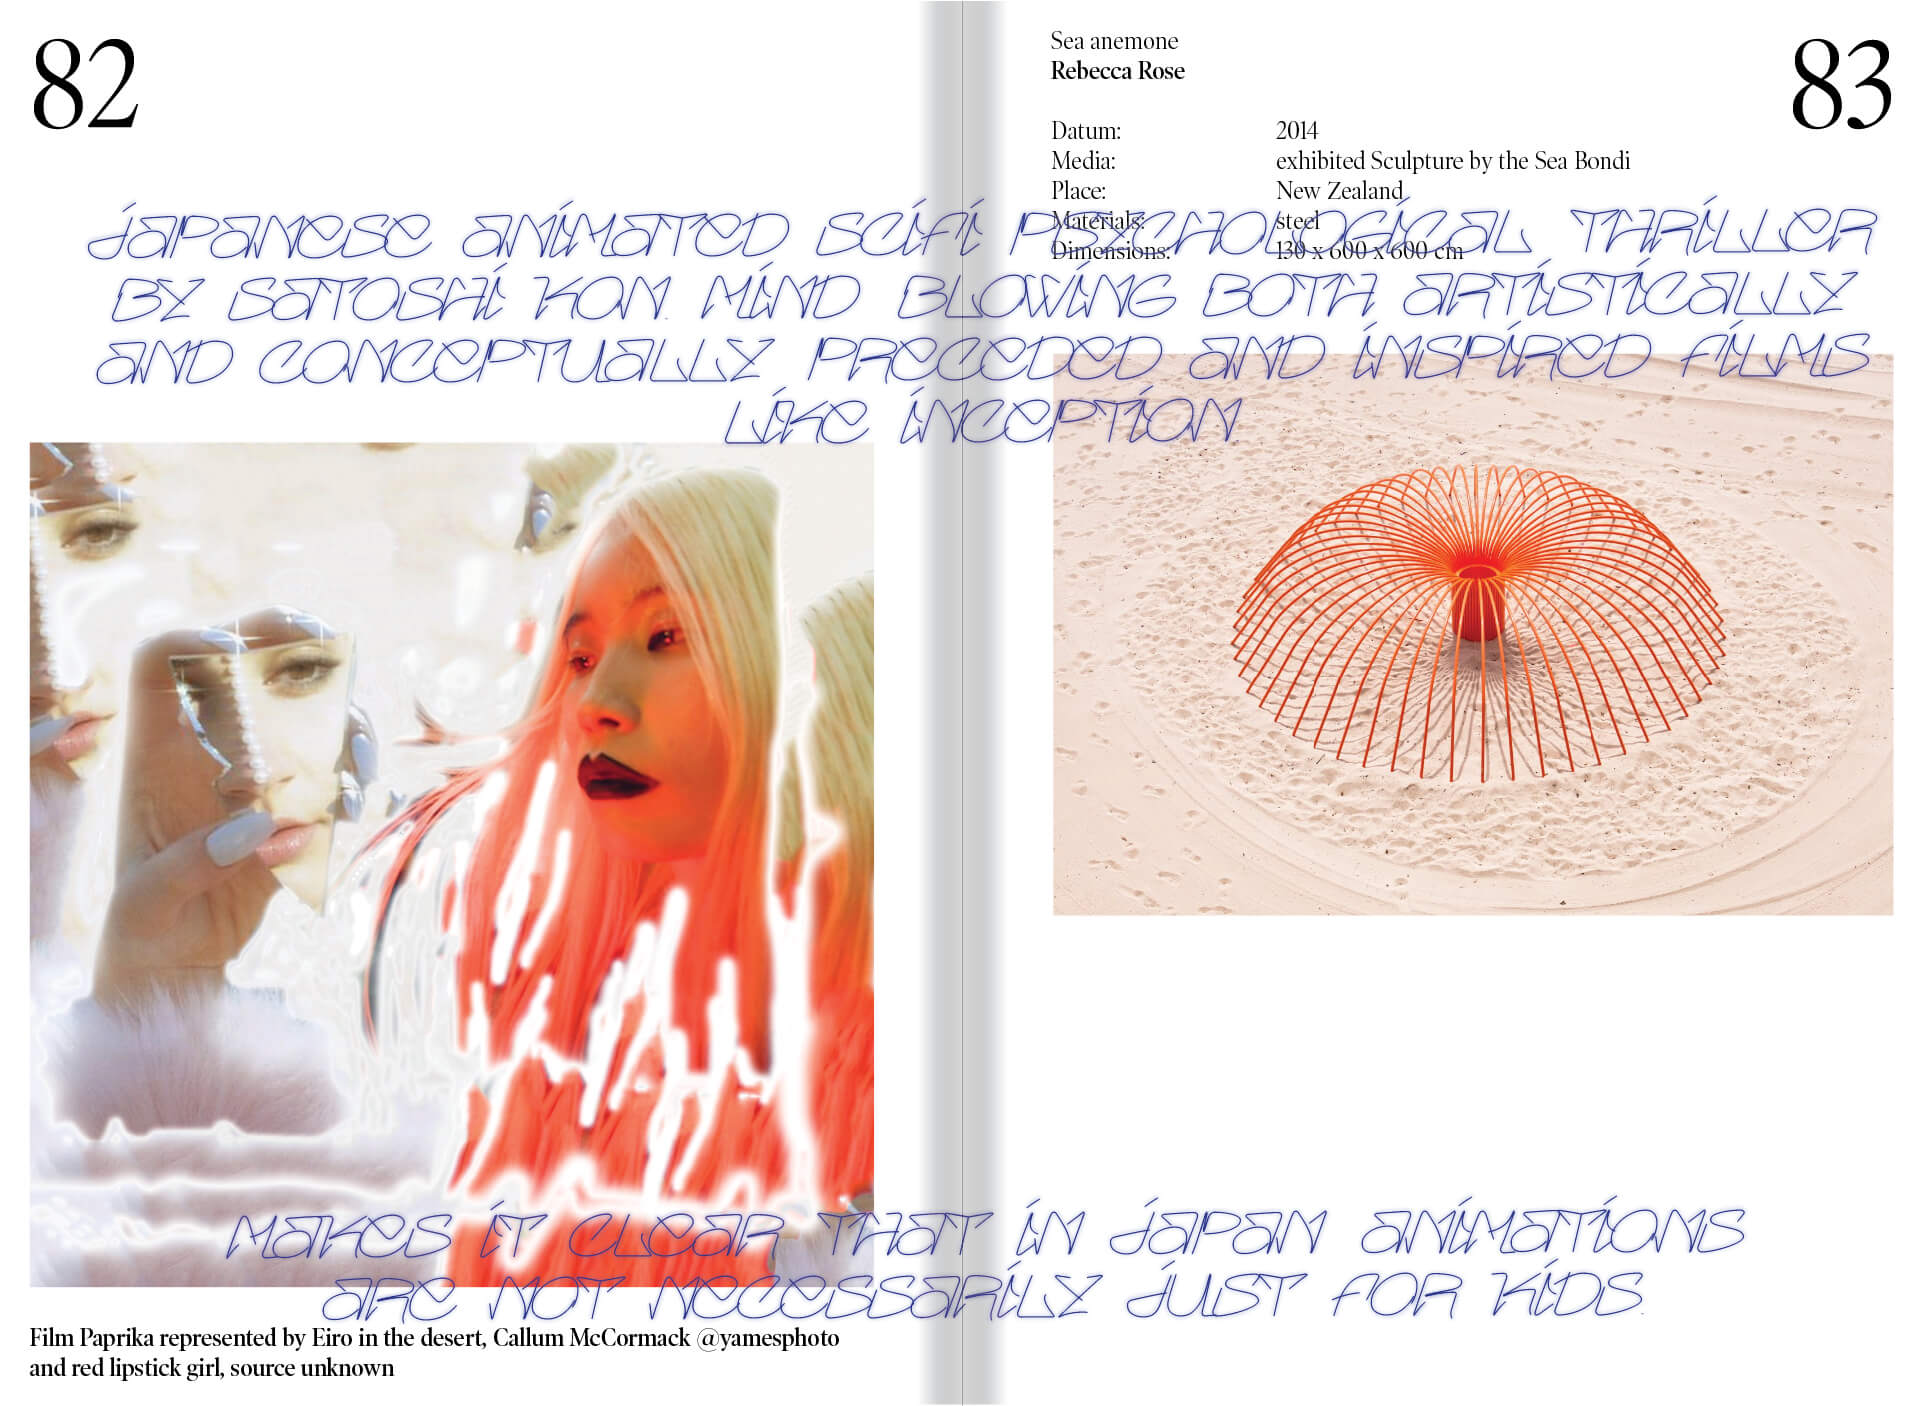 82
Sea anemone
Rebecca Rose
83
Datum: 2014
Media: exhibited Sculpture by the Sea Bondi
Place: New Zealand
Materials: steel
Dimensions: 130 x 600 x 600 cm
JAPANESE ANIMATED SCIFI PSYCHOLOGICAL THRILLER
BY SATOSHI KON. MIND BLOWING BOTH ARTISTICALLY
AND CONCEPTUALLY. PRECEDED AND INSPIRED FILMS
LIKE INCEPTION
MAKES IT CLEAR THAT IN JAPAN ANIMATIONS
ARE NOT NECESSARILY JUST FOR KIDS.
Film Paprika represented by Eiro in the desert, Callum McCormack @yamesphoto
and red lipstick girl, source unknown